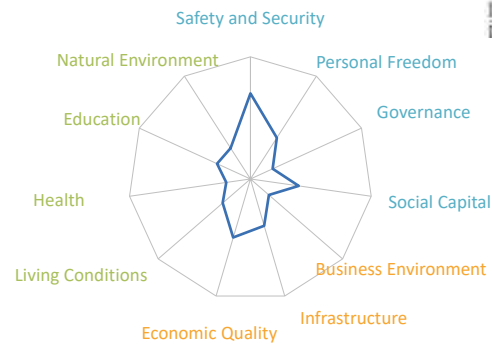 Safety and Security
Natural Environment
Personal Freedom
Education
Governance
Health
Social Capital
Living Conditions
Business Environment
Economic Quality
Infrastructure